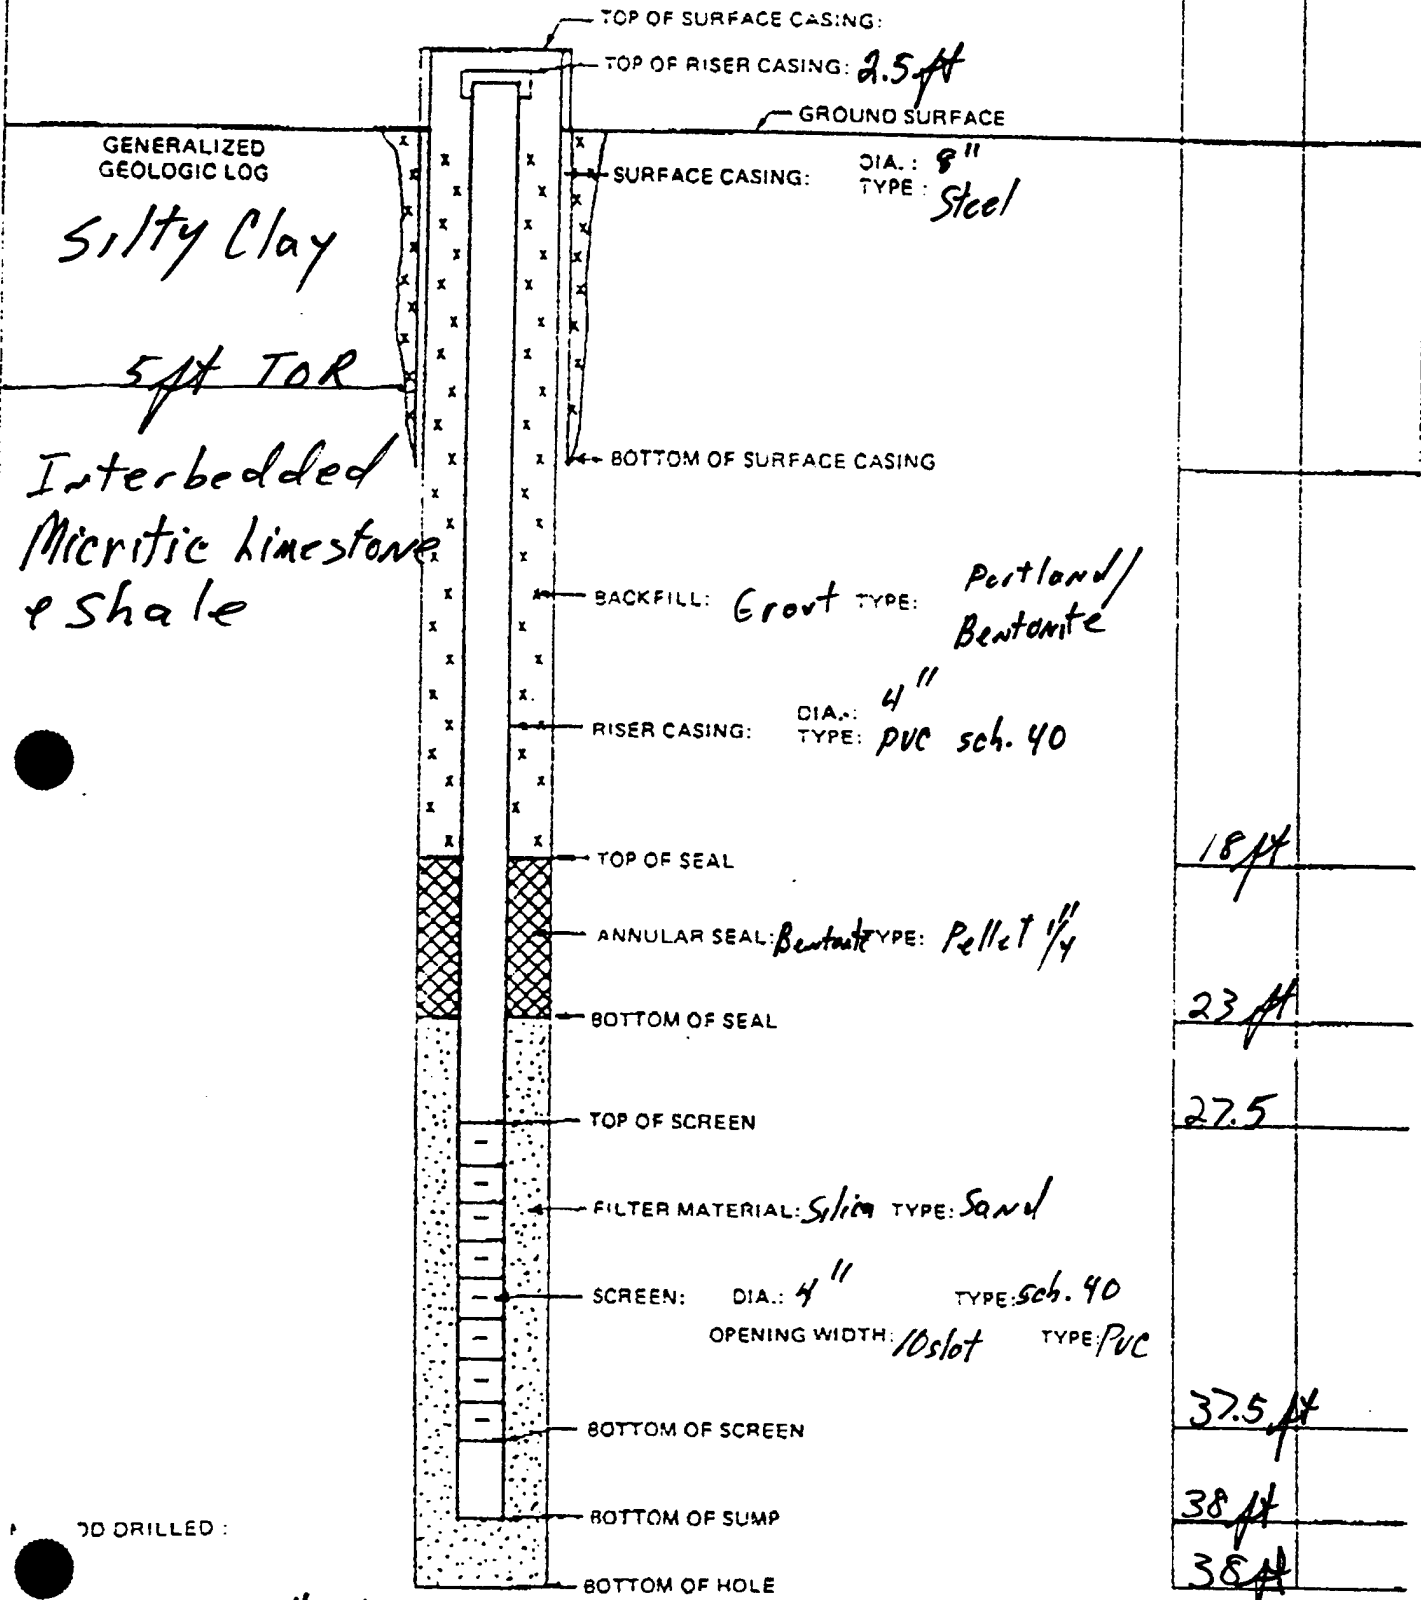 TOP OF SURFACE CASING:
TOP OF RISER CASING: 2.5 ft
GROUND SURFACE
GENERALIZED
GEOLOGIC LOG
SURFACE CASING: DIA.: 8"
TYPE: Steel
Silty Clay
5 ft TOR
BOTTOM OF SURFACE CASING
Interbedded
Micritic Limestone
& Shale
BACKFILL: Grout TYPE: Portland/
Bentonite
RISER CASING: DIA.: 4"
TYPE: PVC sch. 40
TOP OF SEAL 18 ft
ANNULAR SEAL: Bentonite TYPE: Pellet 1/4"
BOTTOM OF SEAL 23 ft
TOP OF SCREEN 27.5
FILTER MATERIAL: Silica TYPE: Sand
SCREEN: DIA.: 4" TYPE: sch. 40
OPENING WIDTH: 10 slot TYPE: PVC
BOTTOM OF SCREEN 37.5 ft
BOTTOM OF SUMP 38 ft
OD DRILLED:
BOTTOM OF HOLE 38 ft